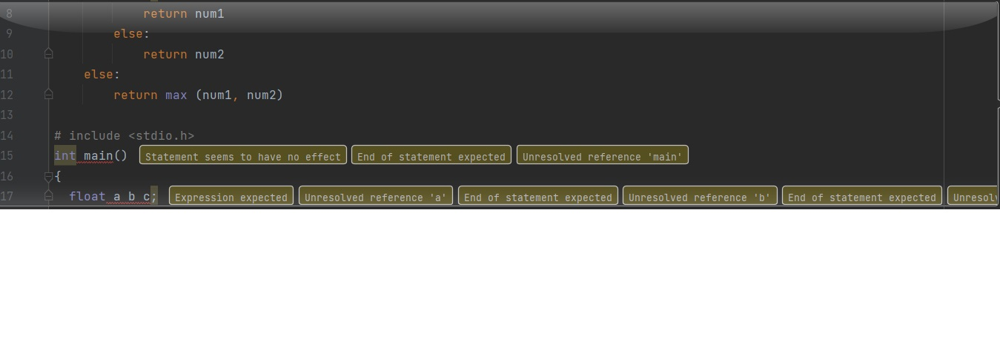 8 return num1
9 else:
10 return num2
11 else:
12 return max (num1, num2)
13
14 # include <stdio.h>
15 int main() Statement seems to have no effect End of statement expected Unresolved reference 'main'
16 {
17 float a b c; Expression expected Unresolved reference 'a' End of statement expected Unresolved reference 'b' End of statement expected